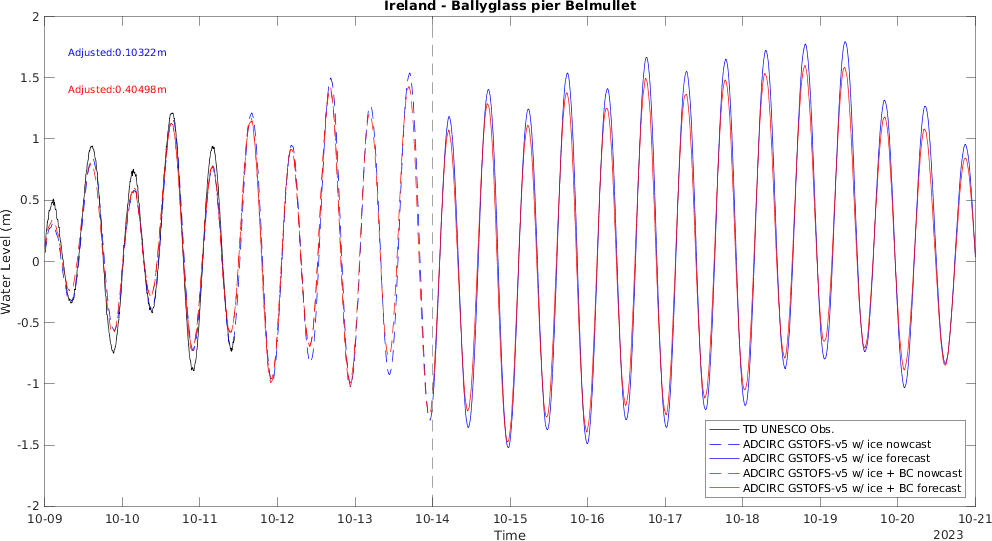 Ireland - Ballyglass pier Belmullet
Adjusted:0.10322m
Adjusted:0.40498m
Water Level (m)
2
1.5
1
0.5
0
-0.5
-1
-1.5
-2
TD UNESCO Obs.
ADCIRC GSTOFS-v5 w/ ice nowcast
ADCIRC GSTOFS-v5 w/ ice forecast
ADCIRC GSTOFS-v5 w/ ice + BC nowcast
ADCIRC GSTOFS-v5 w/ ice + BC forecast
10-09 10-10 10-11 10-12 10-13 10-14 10-15 10-16 10-17 10-18 10-19 10-20 10-21
Time
2023